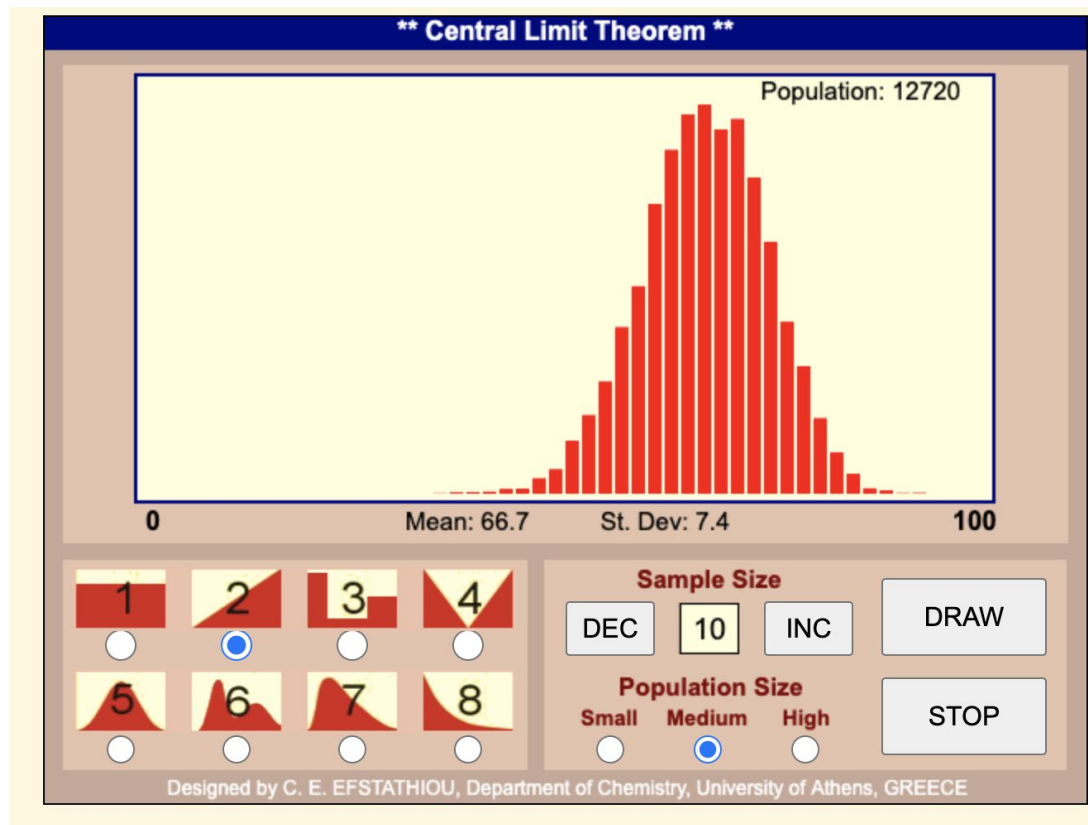 ** Central Limit Theorem **
Population: 12720
0 Mean: 66.7 St. Dev: 7.4 100
1 2 3 4
5 6 7 8
Sample Size
DEC 10 INC
Population Size
Small Medium High
DRAW
STOP
Designed by C. E. EFSTATHIOU, Department of Chemistry, University of Athens, GREECE